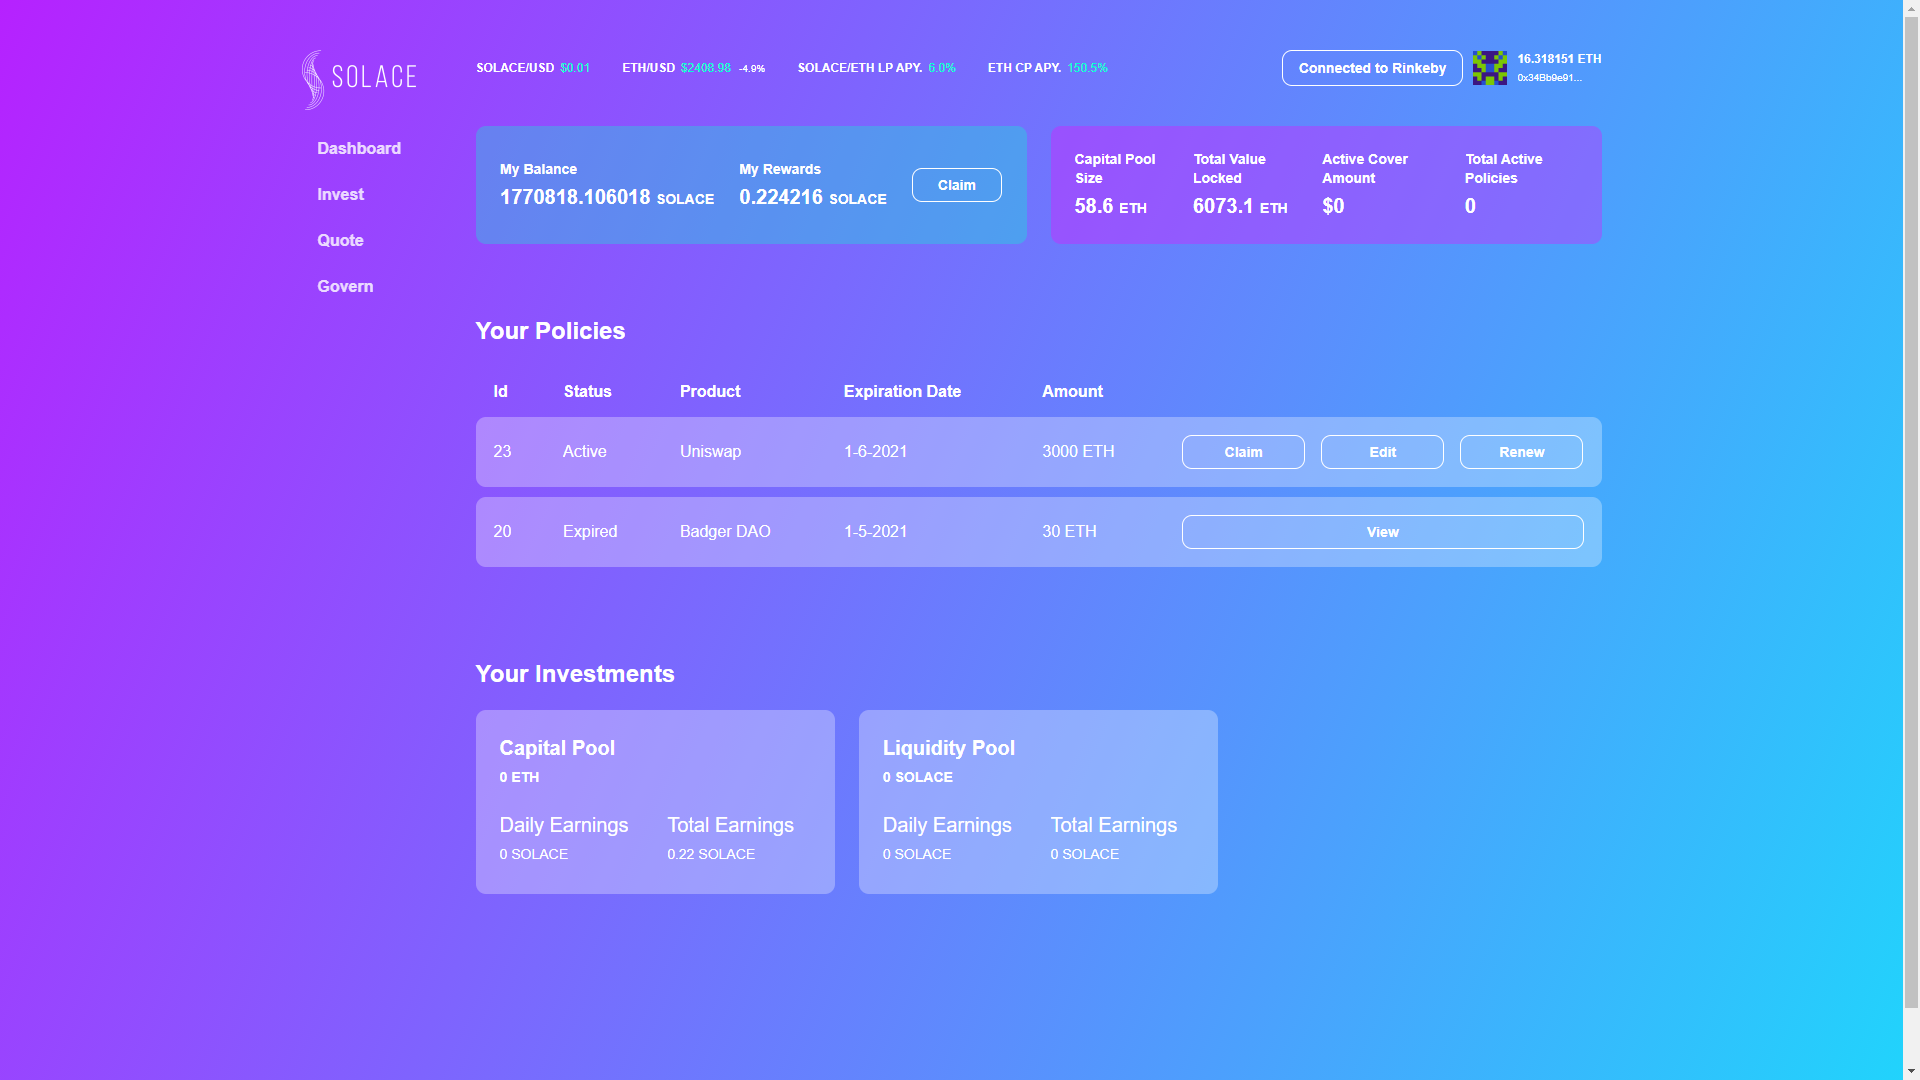 SOLACE
SOLACE/USD $0.01 ETH/USD $2408.98 -4.9% SOLACE/ETH LP APY. 6.0% ETH CP APY. 150.5%
Connected to Rinkeby
16.318151 ETH
0x34Bb9e91...
Dashboard
Invest
Quote
Govern
My Balance
1770818.106018 SOLACE
My Rewards
0.224216 SOLACE
Claim
Capital Pool
Size
58.6 ETH
Total Value
Locked
6073.1 ETH
Active Cover
Amount
$0
Total Active
Policies
0
Your Policies
Id Status Product Expiration Date Amount
23 Active Uniswap 1-6-2021 3000 ETH Claim Edit Renew
20 Expired Badger DAO 1-5-2021 30 ETH View
Your Investments
Capital Pool
0 ETH
Daily Earnings Total Earnings
0 SOLACE 0.22 SOLACE
Liquidity Pool
0 SOLACE
Daily Earnings Total Earnings
0 SOLACE 0 SOLACE